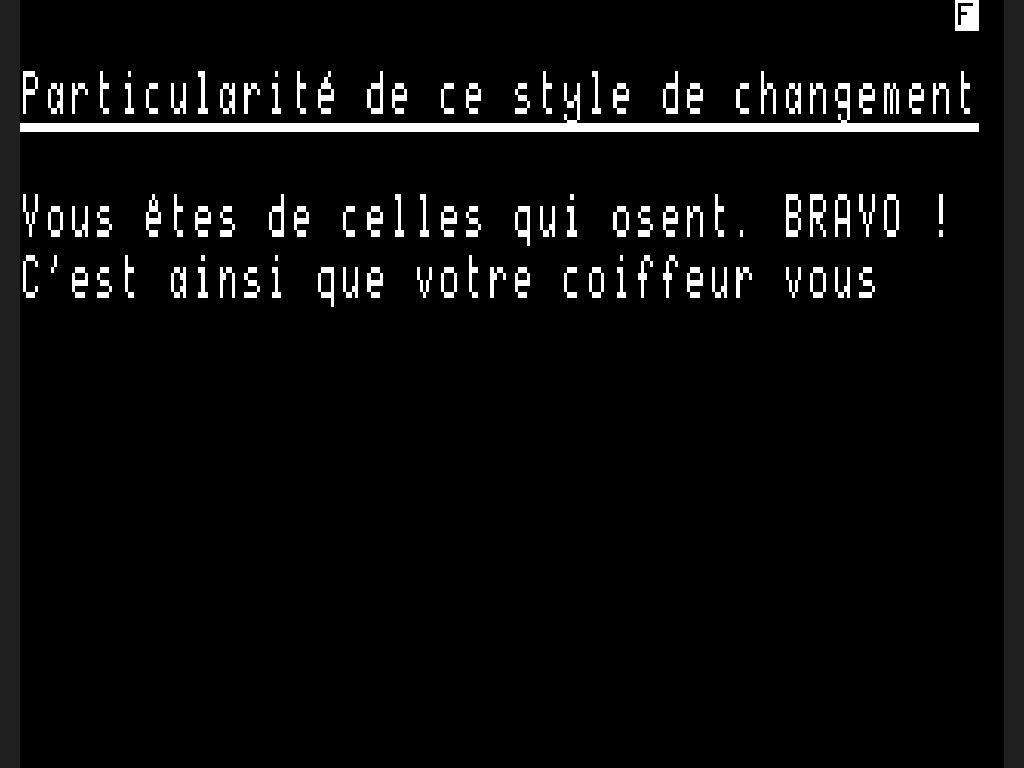 F
Particularité de ce style de changement
Vous êtes de celles qui osent. BRAVO !
C'est ainsi que votre coiffeur vous